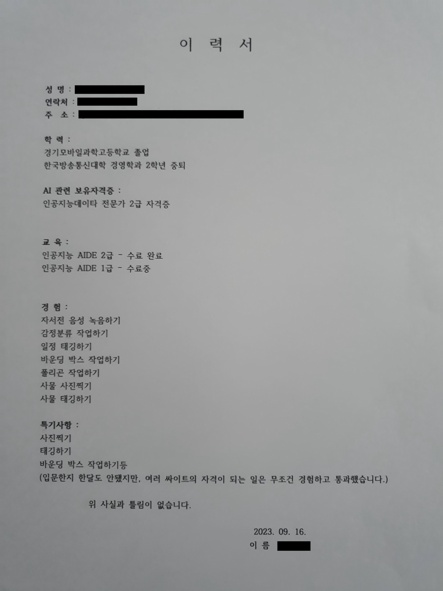 이 력 서
성 명 :
연락처 :
주 소 :
학 력 :
경기모바일과학고등학교 졸업
한국방송통신대학 경영학과 2학년 중퇴
AI 관련 보유자격증 :
인공지능데이타 전문가 2급 자격증
교 육 :
인공지능 AIDE 2급 - 수료 완료
인공지능 AIDE 1급 - 수료중
경 험 :
자서전 음성 녹음하기
감정분류 작업하기
일정 태깅하기
바운딩 박스 작업하기
폴리곤 작업하기
사물 사진찍기
사물 태깅하기
특기사항 :
사진찍기
태깅하기
바운딩 박스 작업하기등
(입문한지 한달도 안됐지만, 여러 싸이트의 자격이 되는 일은 무조건 경험하고 통과했습니다.)
위 사실과 틀림이 없습니다.
2023. 09. 16.
이 름